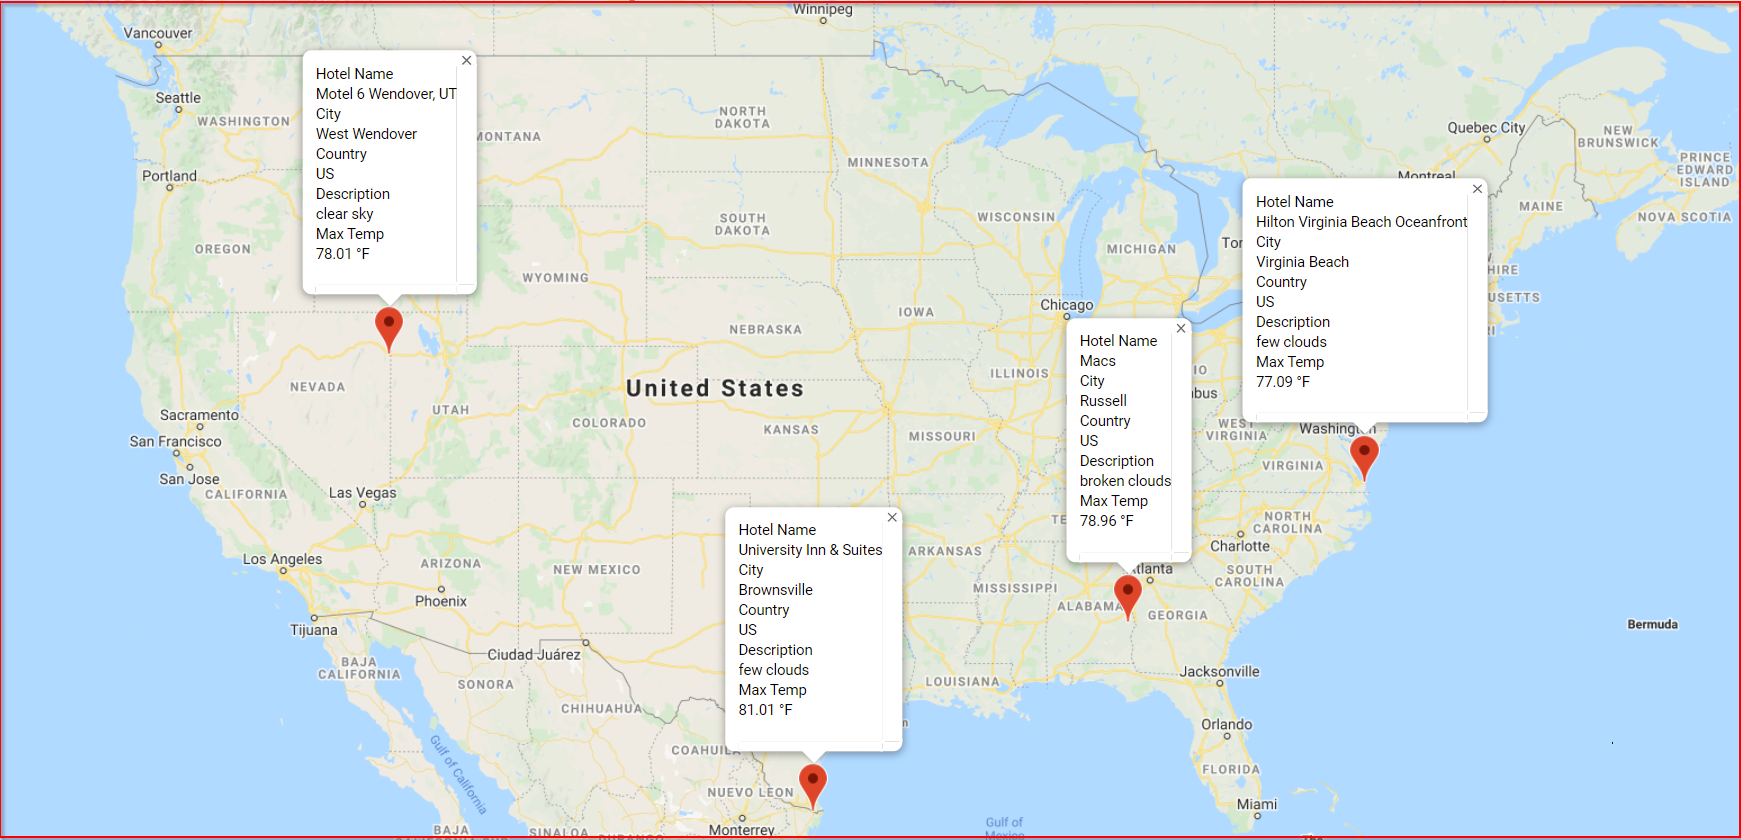 Winnipeg
Vancouver
Seattle
WASHINGTON
MONTANA
NORTH
DAKOTA
MINNESOTA
Quebec City
NEW
BRUNSWICK
PRINCE
EDWARD
ISLAND
Montreal
MAINE
NOVA SCOTIA
Portland
OREGON
SOUTH
DAKOTA
WISCONSIN
MICHIGAN
WYOMING
Hotel Name
Motel 6 Wendover, UT
City
West Wendover
Country
US
Description
clear sky
Max Temp
78.01 °F
Hotel Name
Hilton Virginia Beach Oceanfront
City
Virginia Beach
Country
US
Description
few clouds
Max Temp
77.09 °F
Tor
HIRE
USETTS
RI
Chicago
IOWA
NEBRASKA
ILLINOIS
IO
bus
NEVADA
United States
UTAH
COLORADO
KANSAS
MISSOURI
WEST
VIRGINIA
Washington
VIRGINIA
Sacramento
San Francisco
San Jose
CALIFORNIA
Las Vegas
Hotel Name
Macs
City
Russell
Country
US
Description
broken clouds
Max Temp
78.96 °F
TE
NORTH
CAROLINA
Charlotte
SOUTH
CAROLINA
Los Angeles
ARIZONA
NEW MEXICO
Phoenix
ARKANSAS
MISSISSIPPI
ALABAMA
GEORGIA
tlanta
Hotel Name
University Inn & Suites
City
Brownsville
Country
US
Description
few clouds
Max Temp
81.01 °F
Tijuana
Ciudad Juárez
BAJA
CALIFORNIA
SONORA
CHIHUAHUA
COAHUILA
LOUISIANA
Jacksonville
Bermuda
Orlando
FLORIDA
Miami
Gulf of California
NUEVO LEON
Monterrey
BAJA
SINALOA
DURANGO
Gulf of
Mexico